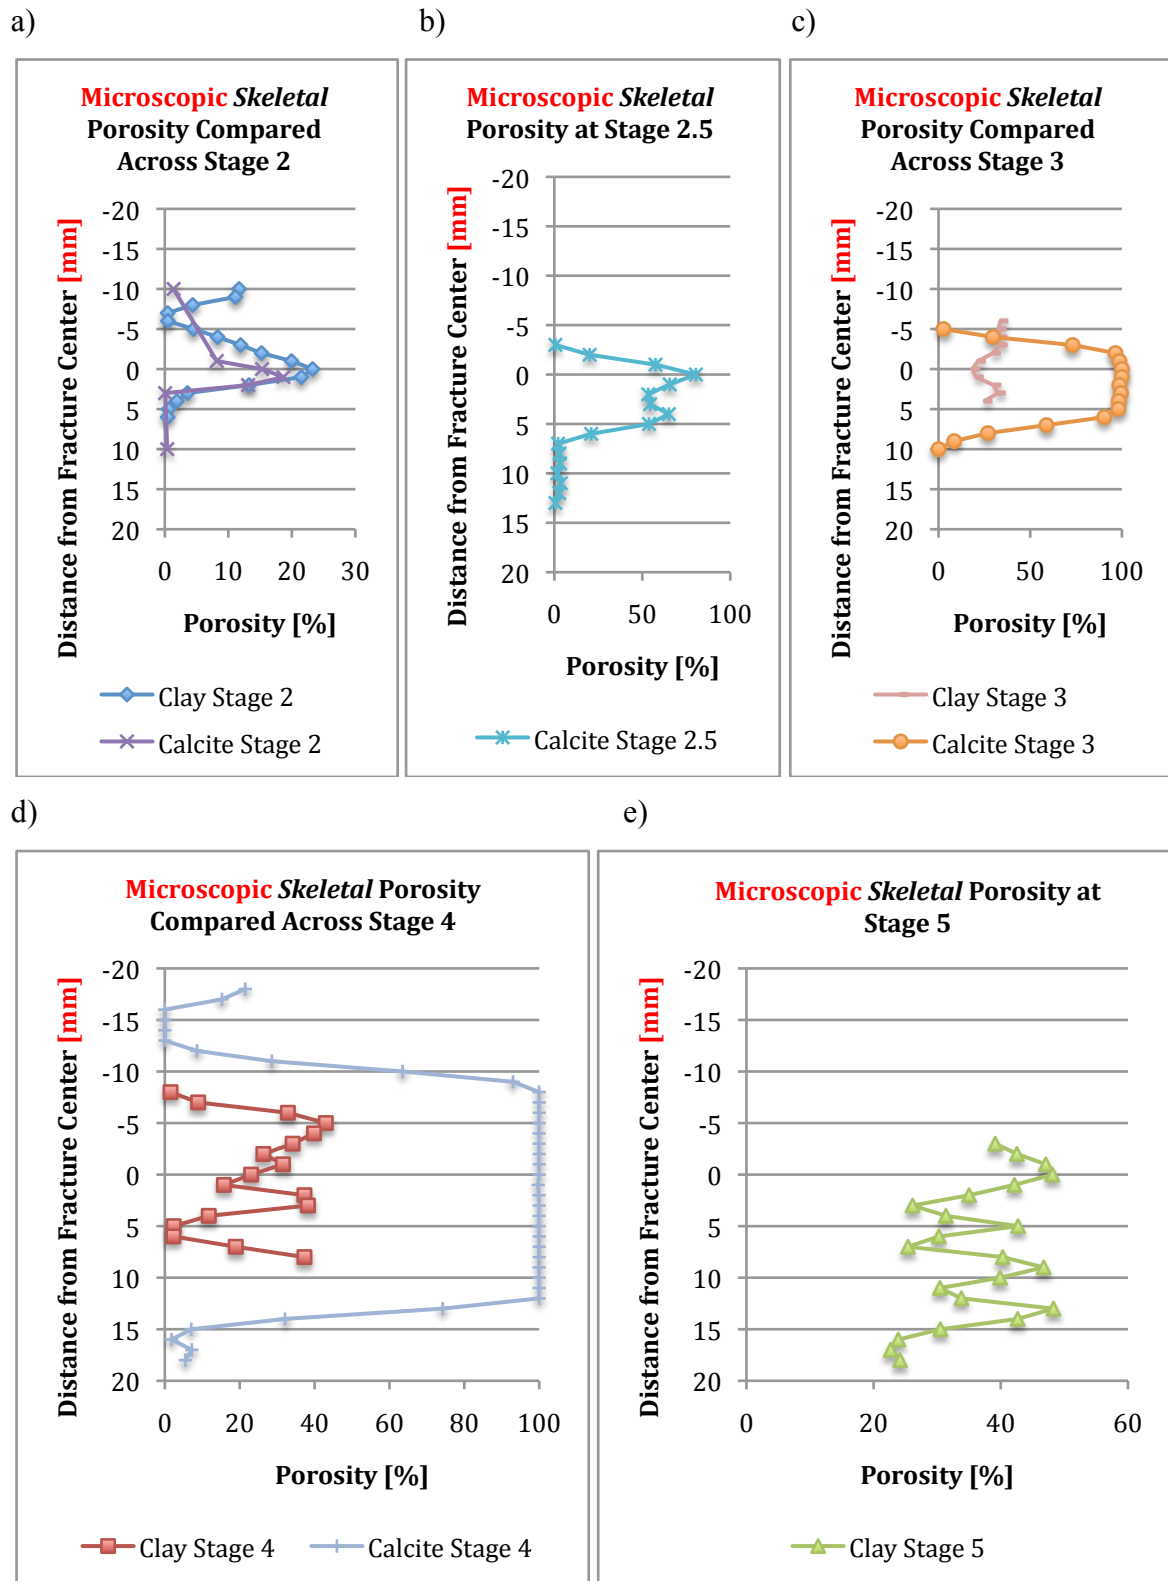 a)
b)
c)
Microscopic Skeletal
Porosity Compared
Across Stage 2
Distance from Fracture Center [mm]
-20
-15
-10
-5
0
5
10
15
20
0
10
20
30
Porosity [%]
Clay Stage 2
Calcite Stage 2
Microscopic Skeletal
Porosity at Stage 2.5
Distance from Fracture Center [mm]
-20
-15
-10
-5
0
5
10
15
20
0
50
100
Porosity [%]
Calcite Stage 2.5
Microscopic Skeletal
Porosity Compared
Across Stage 3
Distance from Fracture Center [mm]
-20
-15
-10
-5
0
5
10
15
20
0
50
100
Porosity [%]
Clay Stage 3
Calcite Stage 3
d)
e)
Microscopic Skeletal Porosity
Compared Across Stage 4
Distance from Fracture Center [mm]
-20
-15
-10
-5
0
5
10
15
20
0
20
40
60
80
100
Porosity [%]
Clay Stage 4
Calcite Stage 4
Microscopic Skeletal Porosity at
Stage 5
Distance from Fracture Center [mm]
-20
-15
-10
-5
0
5
10
15
20
0
20
40
60
Porosity [%]
Clay Stage 5